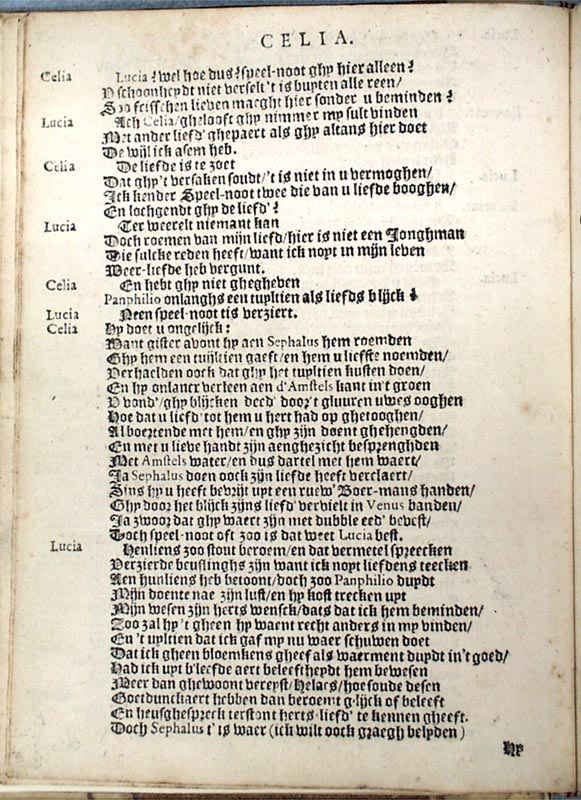 CELIA.
Celia Lucia! wel hoe dus! speel-noot ghy hier alleen!
V schoonheydt niet verselt 't is buyten alle reen/
Soo frisschen lieven maeght hier sonder u beminden?
Lucia Ach Celia/ ghelooft ghy nimmer my sult vinden
Met ander liefd' ghepaert als ghy altans hier doet
De wijl ick asem heb.
Celia De liefde is te zoet
Dat ghy't versaken soudt/ 't is niet in u vermoghen/
Ick kender Speel-noot twee die van u liefde booghen/
En lochgendt ghy de liefd'?
Lucia Ter weerelt niemant kan
Doch roemen van mijn liefd/ hier is niet een Jonghman
Die sulcke reden heeft/ want ick noyt in mijn leven
Weer-liefde heb vergunt.
Celia En hebt ghy niet ghegheven
Panphilio onlanghs een tuyltien als liefds blijck?
Lucia Neen speel-noot tis verziert.
Celia Hy doet u ongelijck:
Want gister avont hy aen Sephalus hem roemden
Ghy hem een tuijltien gaeft/ en hem u liefste noemden/
Verhaelden oock dat ghy het tuyltien kusten doen/
En hy onlancx verleen aen d'Amstels kant in't groen
V vond'/ ghy blijcken deed' door't gluuren uwes ooghen
Hoe dat u liefd' tot hem u hert had op ghetooghen/
Al boertende met hem/ en ghy zijn doent ghehengden/
En met u lieve handt zijn aenghezicht besprenghden
Met Amstels water/ en dus dartel met hem waert/
Ja Sephalus doen oock zijn liefde heeft verclaert/
Sins hy u heeft bevrijt uyt een ruew' Boer-mans handen/
Ghy door het blijck zijns liefd' vervielt in Venus banden/
Ja zwoor dat ghy waert zijn met dubble eed' bevest/
Doch speel-noot oft zoo is dat weet Lucia best.
Lucia Henliens zoo stout beroem/ en dat vermetel spreecken
Verzierde beuslinghs zijn want ick noyt liefdens teecken
Aen hunliens heb betoont/ doch zoo Panphilio duydt
Mijn doente nae zijn lust/ en hy kost trecken uyt
Mijn wesen zijn herts wensck/ dats dat ick hem beminden/
Zoo zal hy 't gheen hy waent recht anders in my vinden/
En 't uyltien dat ick gaf my nu waer schuwen doet
Dat ick gheen bloemkens gheef als waerment duydt in't goed/
Had ick uyt b'leefde aert beleeftheydt hem bewesen
Meer dan ghewoont vereyst/ Helaes/ hoe soude desen
Goetdunckaert hebben dan beroemt g'lijck of beleeft
En heusghespreck terstont herts-liefd' te kennen gheeft.
Doch Sephalus t'is waer (ick wilt oock graegh belyden)
Hy